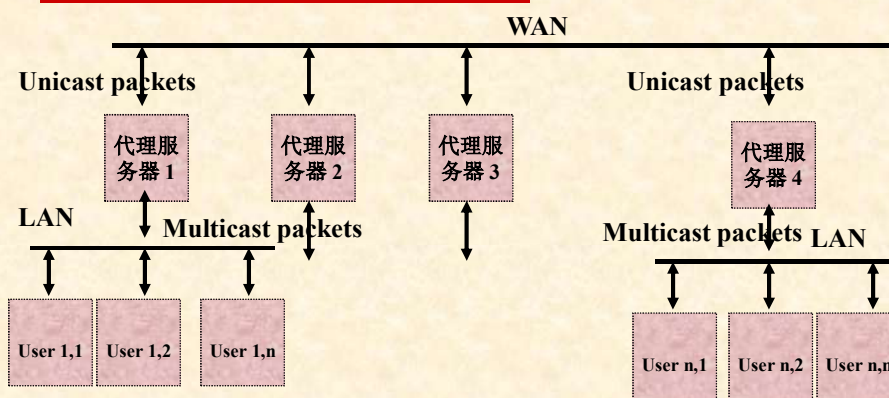 WAN
Unicast packets
Unicast packets
代理服
务器 1
代理服
务器 2
代理服
务器 3
代理服
务器 4
LAN
Multicast packets
Multicast packets
LAN
User 1,1
User 1,2
User 1,n
User n,1
User n,2
User n,n